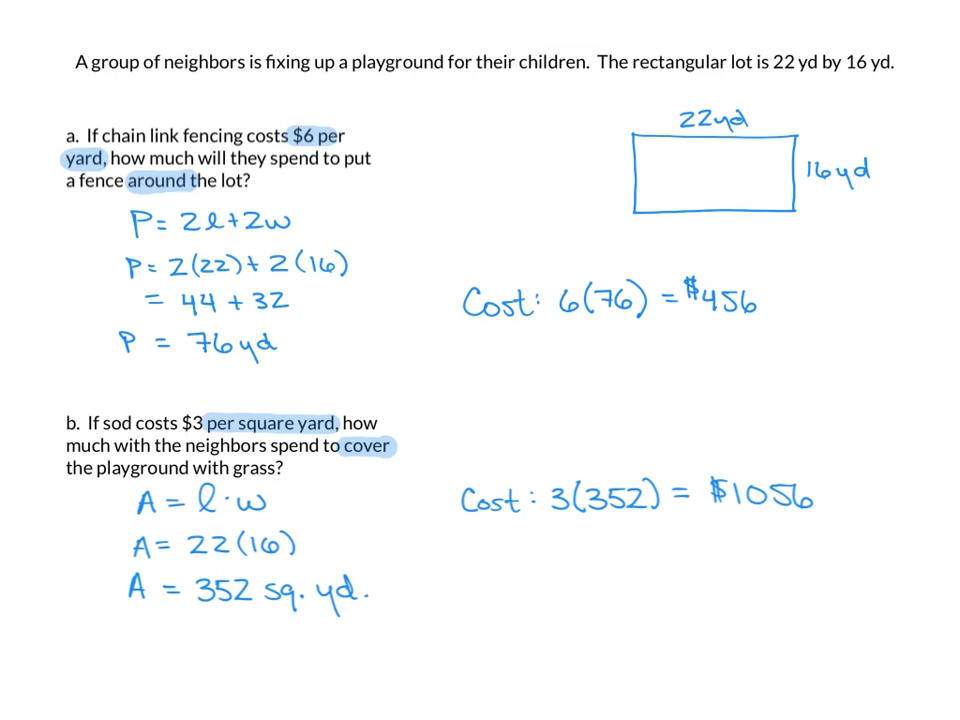 A group of neighbors is fixing up a playground for their children. The rectangular lot is 22 yd by 16 yd.
22yd
16yd
a. If chain link fencing costs $6 per
yard, how much will they spend to put
a fence around the lot?
P = 2l + 2w
P = 2(22) + 2(16)
= 44 + 32
P = 76yd
Cost: 6(76) = $456
b. If sod costs $3 per square yard, how
much with the neighbors spend to cover
the playground with grass?
A = l · w
A = 22(16)
A = 352 sq. yd.
Cost: 3(352) = $1056